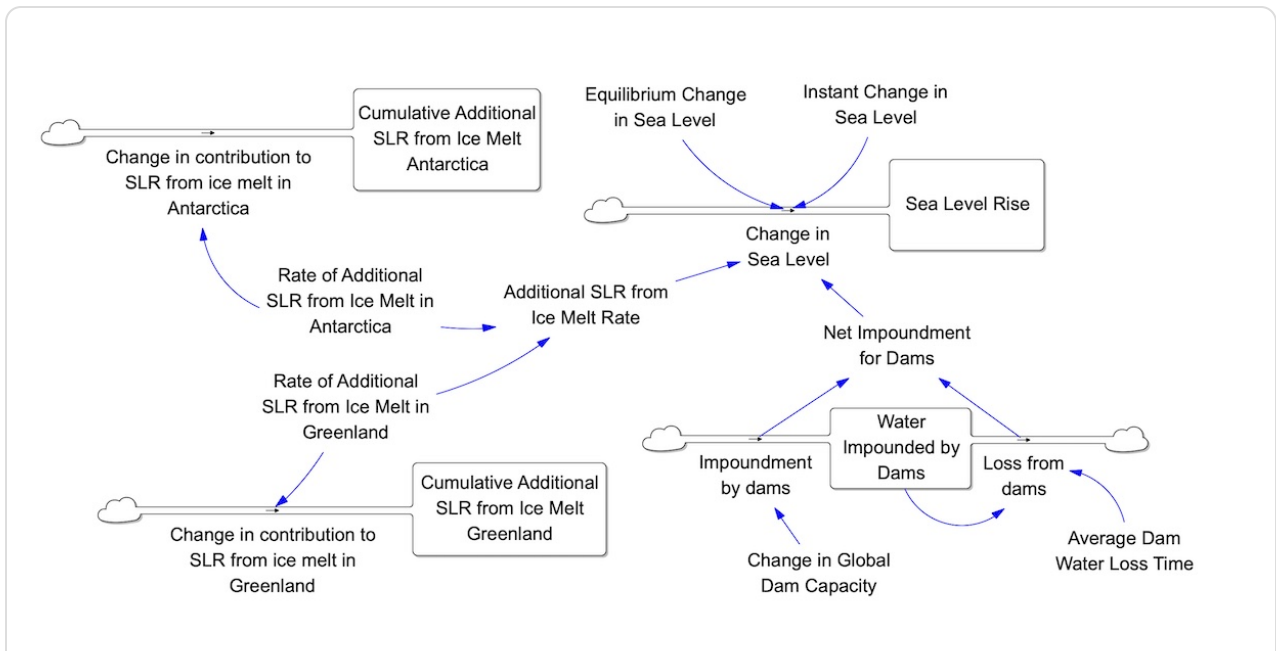 Cumulative Additional
SLR from Ice Melt
Antarctica
Change in contribution to
SLR from ice melt in
Antarctica
Equilibrium Change
in Sea Level
Instant Change in
Sea Level
Sea Level Rise
Change in
Sea Level
Rate of Additional
SLR from Ice Melt in
Antarctica
Additional SLR from
Ice Melt Rate
Net Impoundment
for Dams
Rate of Additional
SLR from Ice Melt in
Greenland
Water
Impounded by
Dams
Impoundment
by dams
Loss from
dams
Cumulative Additional
SLR from Ice Melt
Greenland
Change in contribution to
SLR from ice melt in
Greenland
Change in Global
Dam Capacity
Average Dam
Water Loss Time